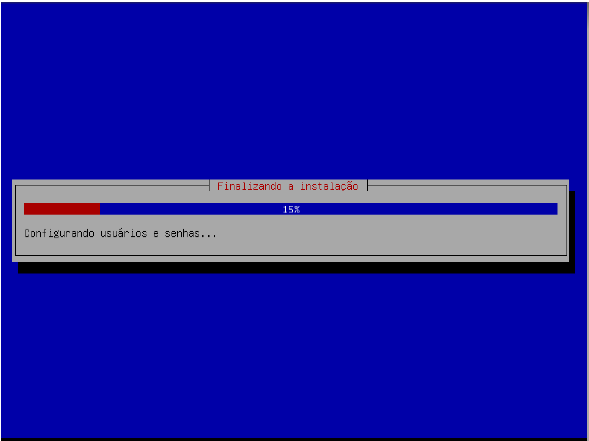 Finalizando a instalação
15%
Configurando usuários e senhas...